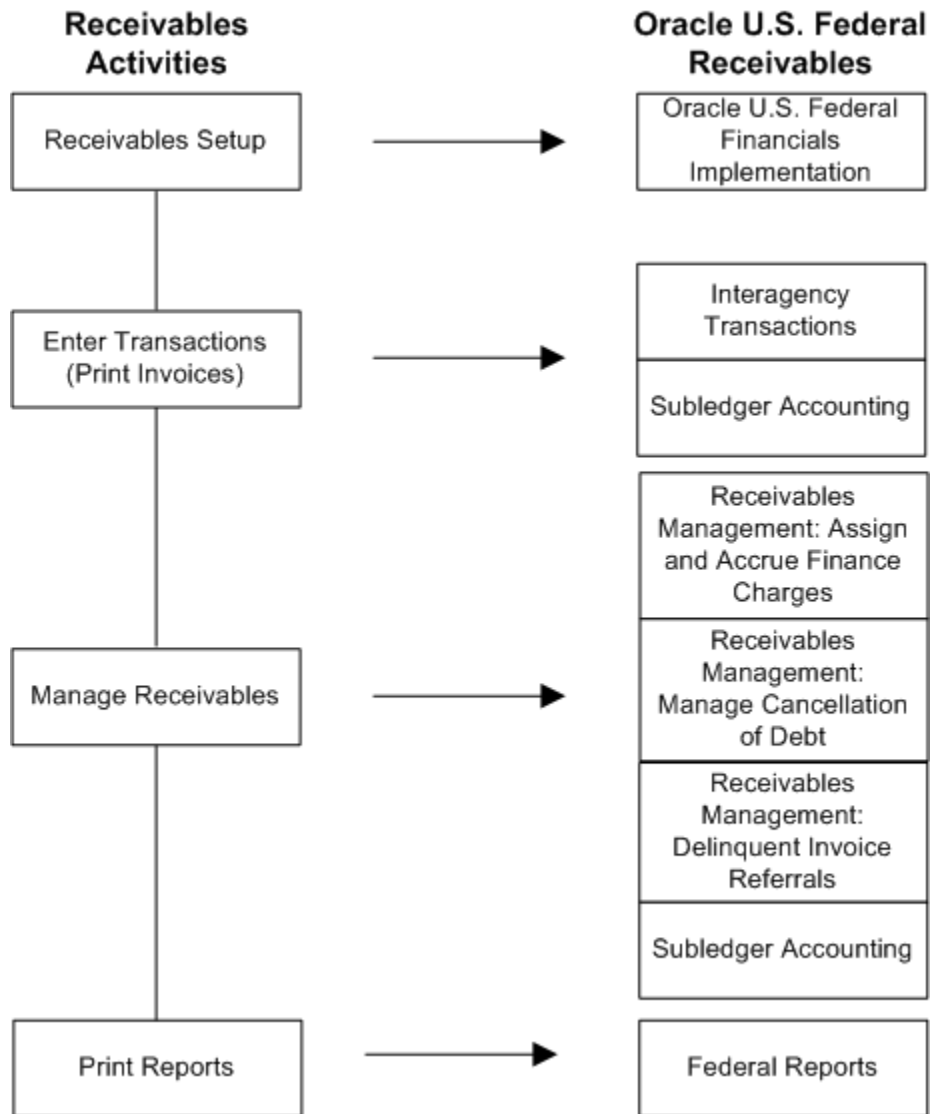 Receivables
Activities
Oracle U.S. Federal
Receivables
Receivables Setup
Oracle U.S. Federal
Financials
Implementation
Enter Transactions
(Print Invoices)
Interagency
Transactions
Subledger Accounting
Manage Receivables
Receivables
Management: Assign
and Accrue Finance
Charges
Receivables
Management:
Manage Cancellation
of Debt
Receivables
Management:
Delinquent Invoice
Referrals
Subledger Accounting
Print Reports
Federal Reports